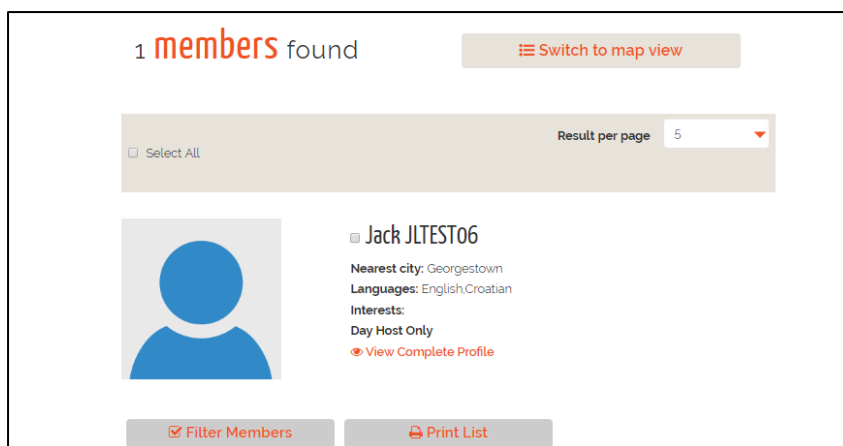 1 members found
Switch to map view
Result per page 5
Select All
Jack JLTEST06
Nearest city: Georgestown
Languages: English,Croatian
Interests:
Day Host Only
View Complete Profile
Filter Members
Print List